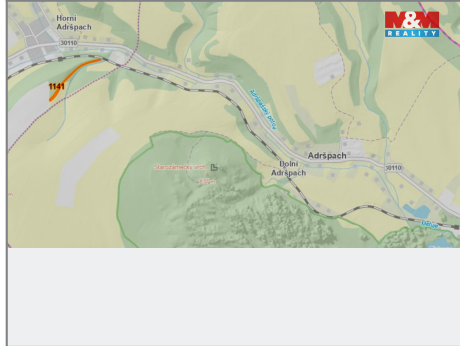 Horní
Adršpach
M&M
REALITY
30110
1141
Adršpašský potok
Adršpach
Dolní
Adršpach
30110
Starozámecký vrch